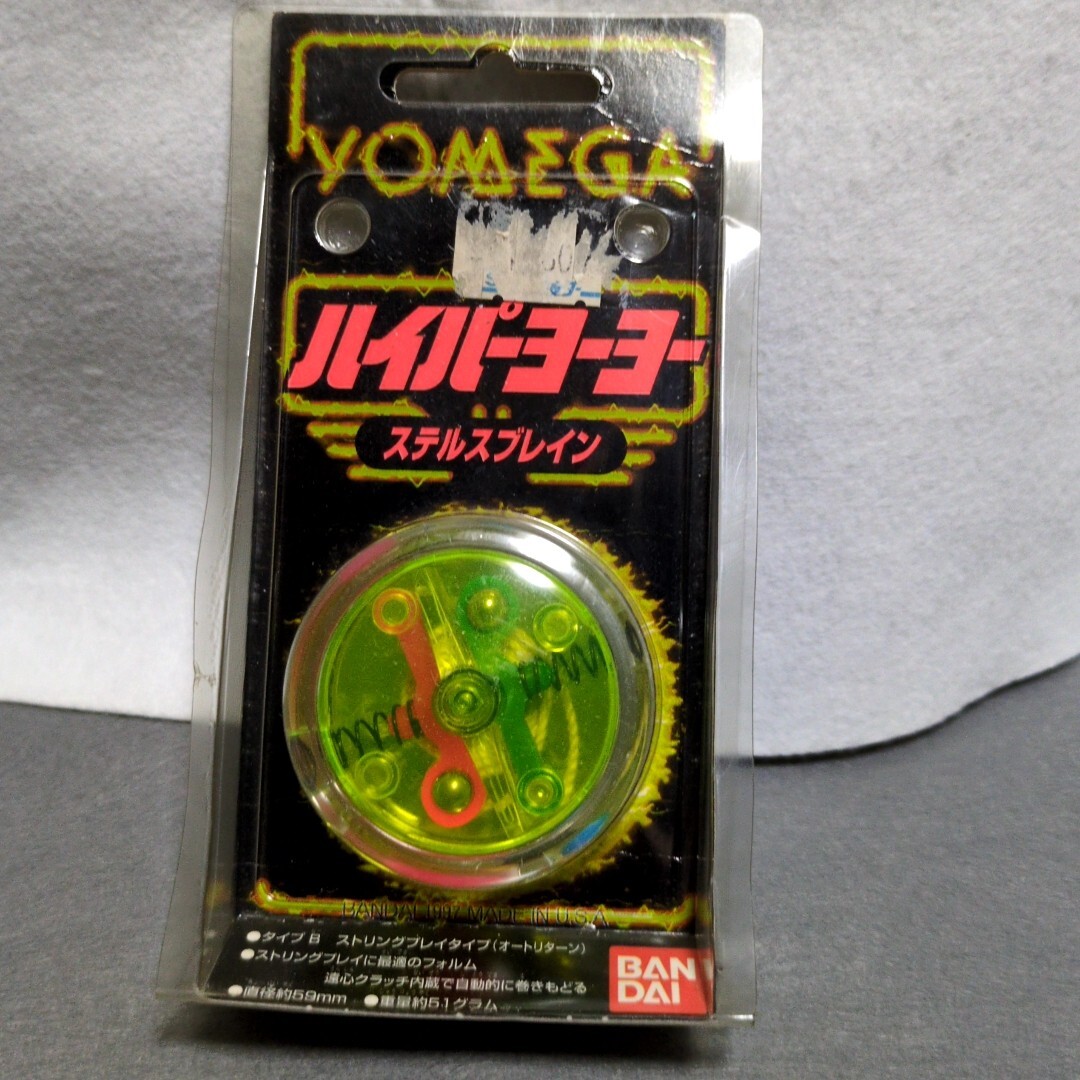 YOMEGA
ハイパーヨーヨー
ステルスブレイン
BANDAI 1997 MADE IN U.S.A.
●タイプB ストリングプレイタイプ(オートリターン)
●ストリングプレイに最適のフォルム
遠心クラッチ内蔵で自動的に巻きもどる
●直径約59mm ●重量約51グラム
BAN
DAI